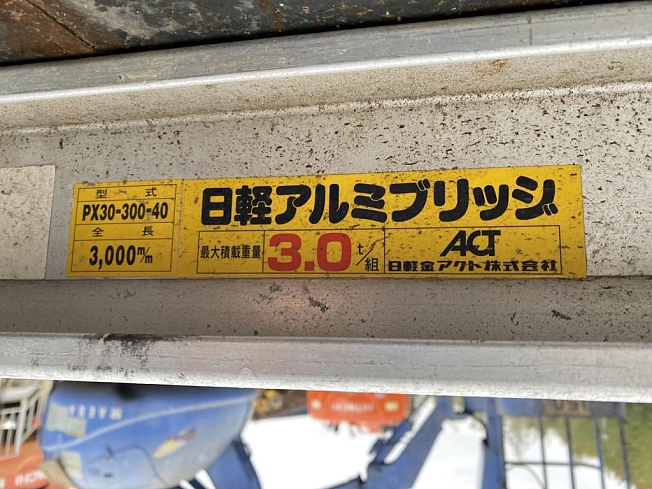 型式
PX30-300-40
全長
3,000m/m
日軽アルミブリッジ
最大積載重量 3.0 t/組
ACT
日軽金アクト株式会社